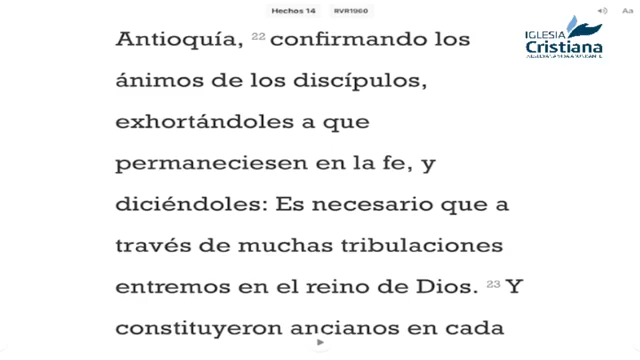 Hechos 14 RVR1960 Aa
IGLESIA
Cristiana
Antioquía, 22 confirmando los
ánimos de los discípulos,
exhortándoles a que
permaneciesen en la fe, y
diciéndoles: Es necesario que a
través de muchas tribulaciones
entremos en el reino de Dios. 23 Y
constituyeron ancianos en cada